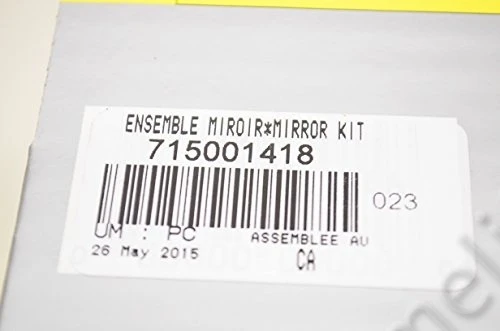 ENSEMBLE MIROIR*MIRROR KIT
715001418
023
UM : PC
ASSEMBLEE AU
26 May 2015
CA